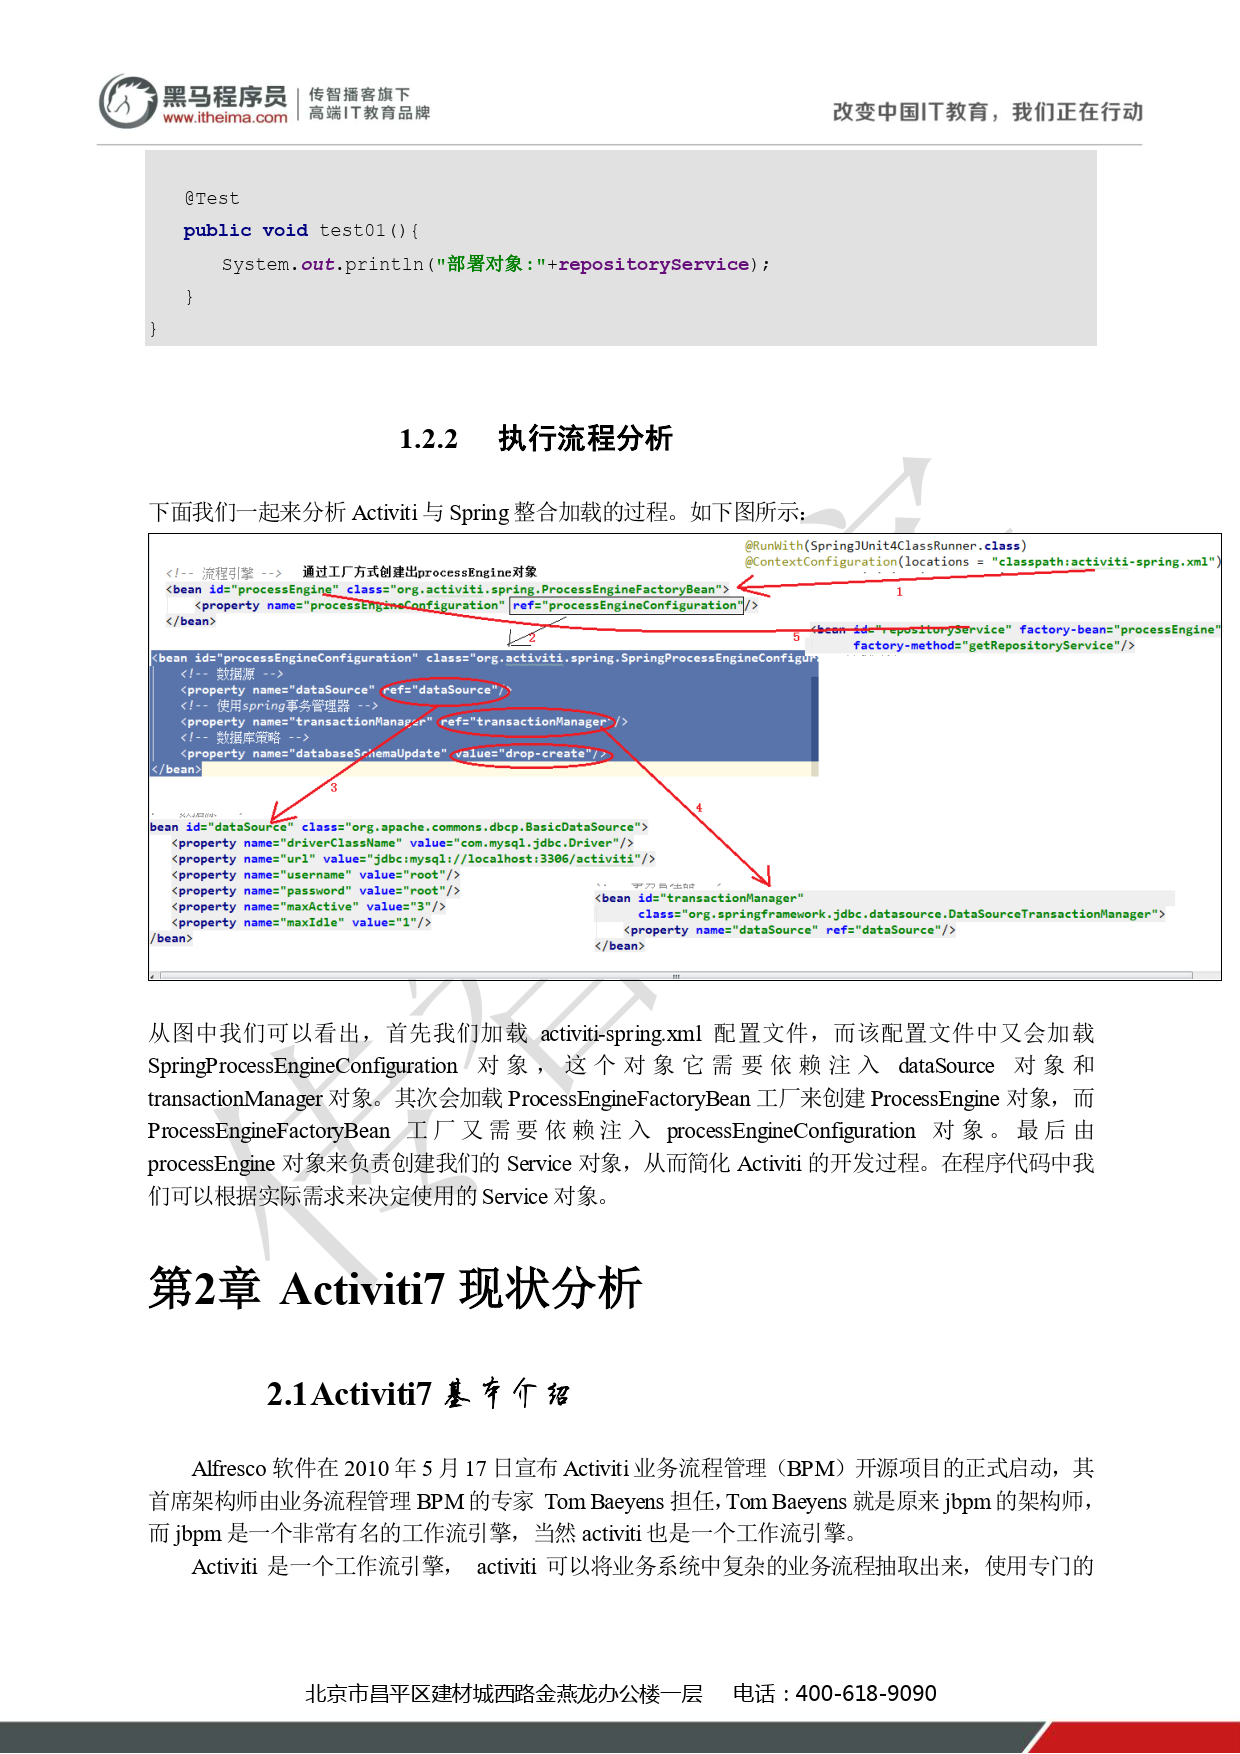 黑马程序员
www.itheima.com
传智播客旗下
高端IT教育品牌
改变中国IT教育，我们正在行动
@Test
public void test01(){
System.out.println("部署对象:"+repositoryService);
}
}
1.2.2 执行流程分析
下面我们一起来分析 Activiti 与 Spring 整合加载的过程。如下图所示：
@RunWith(SpringJUnit4ClassRunner.class)
@ContextConfiguration(locations = "classpath:activiti-spring.xml")
1
<!-- 流程引擎 --> 通过工厂方式创建出processEngine对象
<bean id="processEngine" class="org.activiti.spring.ProcessEngineFactoryBean">
<property name="processEngineConfiguration" ref="processEngineConfiguration"/>
</bean>
2
5
<bean id="repositoryService" factory-bean="processEngine"
factory-method="getRepositoryService"/>
<bean id="processEngineConfiguration" class="org.activiti.spring.SpringProcessEngineConfigur
<!-- 数据源 -->
<property name="dataSource" ref="dataSource"/>
<!-- 使用spring事务管理器 -->
<property name="transactionManager" ref="transactionManager"/>
<!-- 数据库策略 -->
<property name="databaseSchemaUpdate" value="drop-create"/>
</bean>
3
4
bean id="dataSource" class="org.apache.commons.dbcp.BasicDataSource">
<property name="driverClassName" value="com.mysql.jdbc.Driver"/>
<property name="url" value="jdbc:mysql://localhost:3306/activiti"/>
<property name="username" value="root"/>
<property name="password" value="root"/>
<property name="maxActive" value="3"/>
<property name="maxIdle" value="1"/>
/bean>
<bean id="transactionManager"
class="org.springframework.jdbc.datasource.DataSourceTransactionManager">
<property name="dataSource" ref="dataSource"/>
</bean>
从图中我们可以看出，首先我们加载 activiti-spring.xml 配置文件，而该配置文件中又会加载
SpringProcessEngineConfiguration 对象，这个对象它需要依赖注入 dataSource 对象和
transactionManager 对象。其次会加载 ProcessEngineFactoryBean 工厂来创建 ProcessEngine 对象，而
ProcessEngineFactoryBean 工厂又需要依赖注入 processEngineConfiguration 对象。最后由
processEngine 对象来负责创建我们的 Service 对象，从而简化 Activiti 的开发过程。在程序代码中我
们可以根据实际需求来决定使用的 Service 对象。
第2章 Activiti7 现状分析
2.1Activiti7 基本介绍
Alfresco 软件在 2010 年 5 月 17 日宣布 Activiti 业务流程管理（BPM）开源项目的正式启动，其
首席架构师由业务流程管理 BPM 的专家 Tom Baeyens 担任，Tom Baeyens 就是原来 jbpm 的架构师，
而 jbpm 是一个非常有名的工作流引擎，当然 activiti 也是一个工作流引擎。
Activiti 是一个工作流引擎， activiti 可以将业务系统中复杂的业务流程抽取出来，使用专门的
北京市昌平区建材城西路金燕龙办公楼一层 电话：400-618-9090